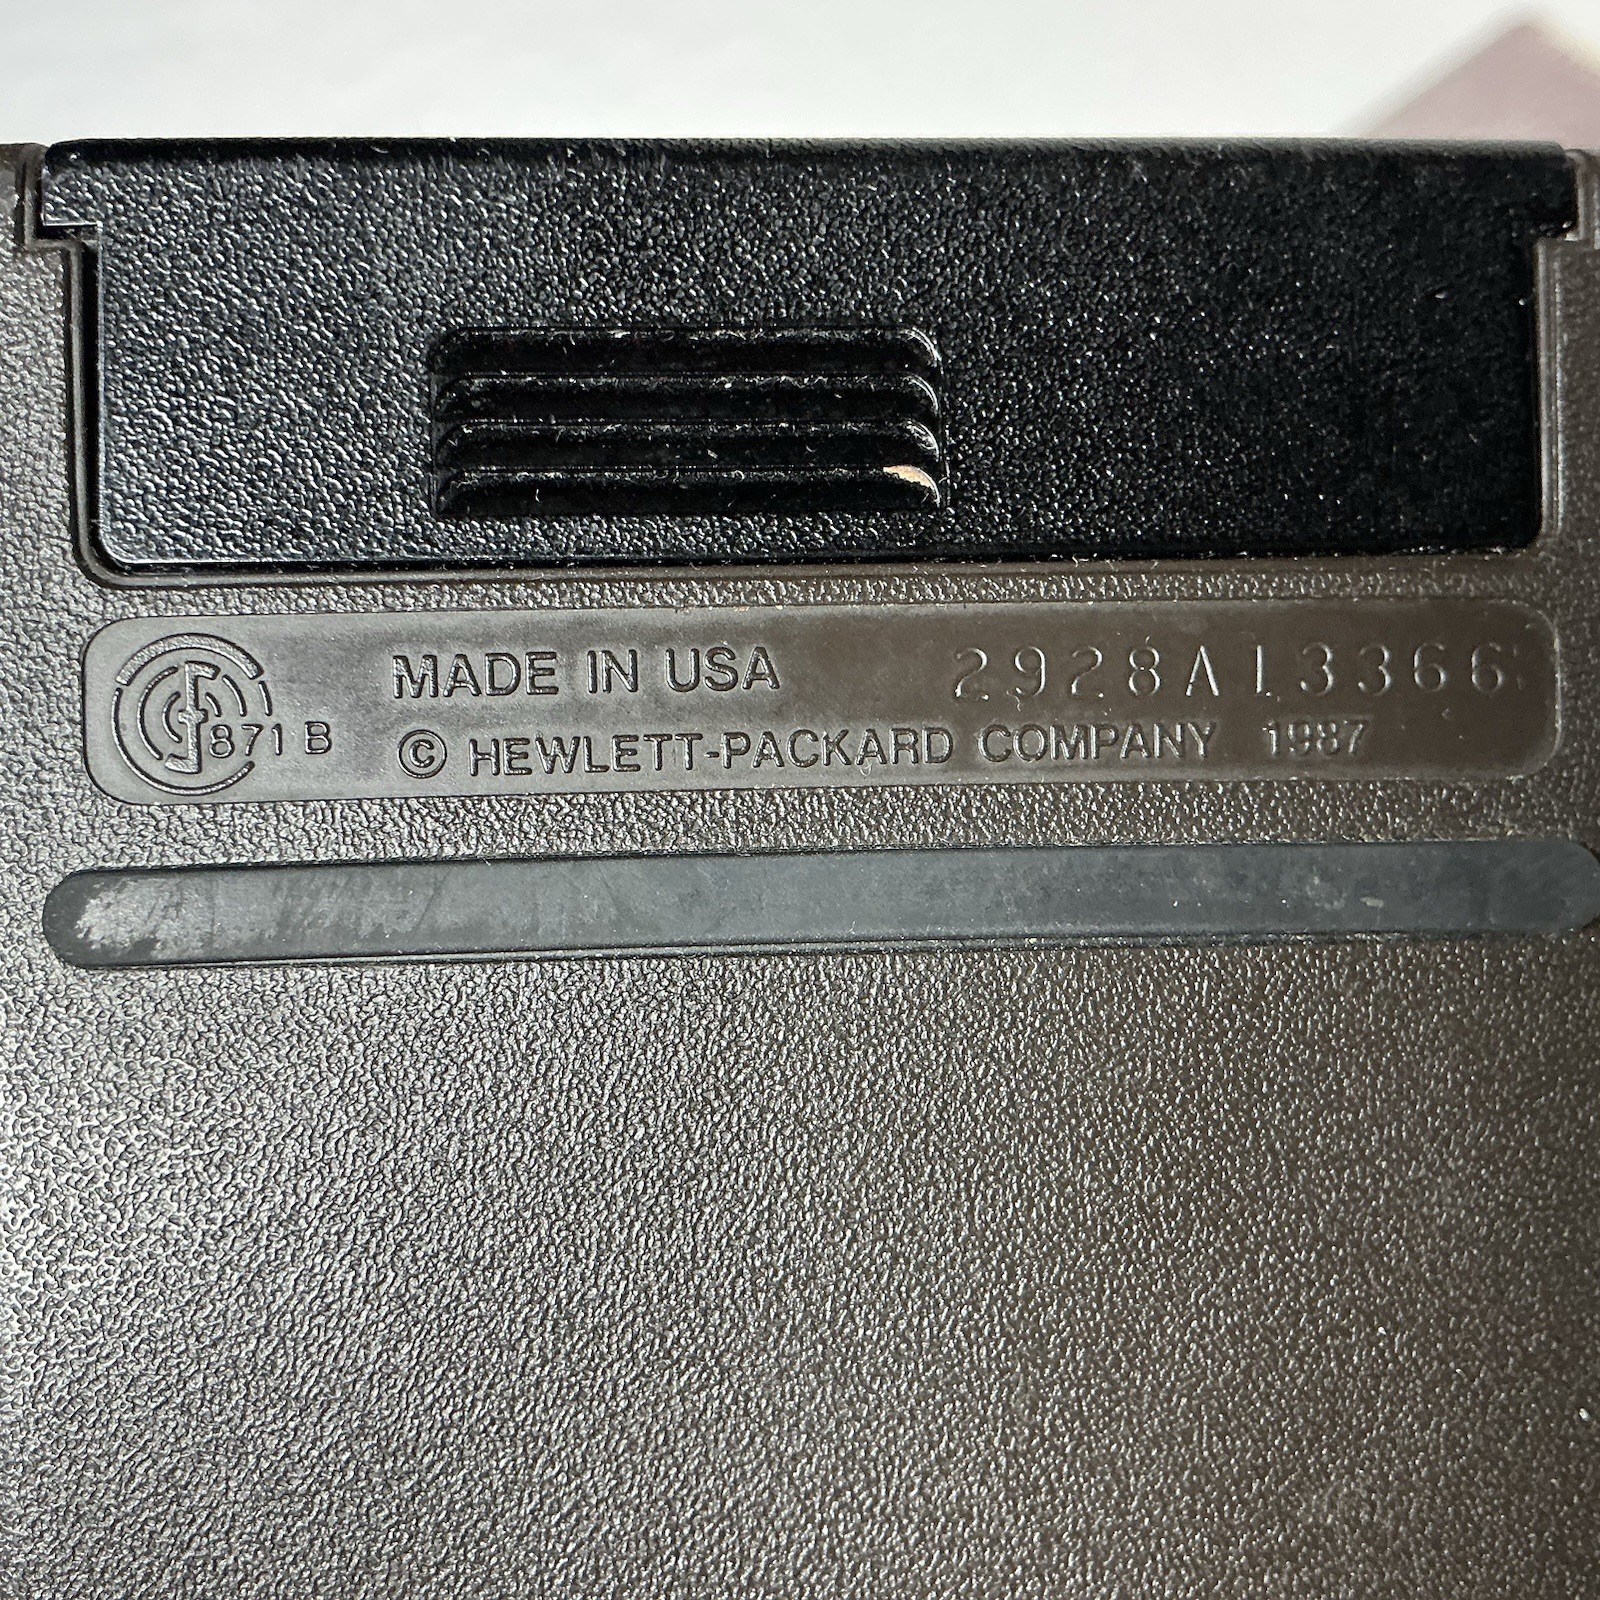 MADE IN USA 2928A13366
871 B
© HEWLETT-PACKARD COMPANY 1987